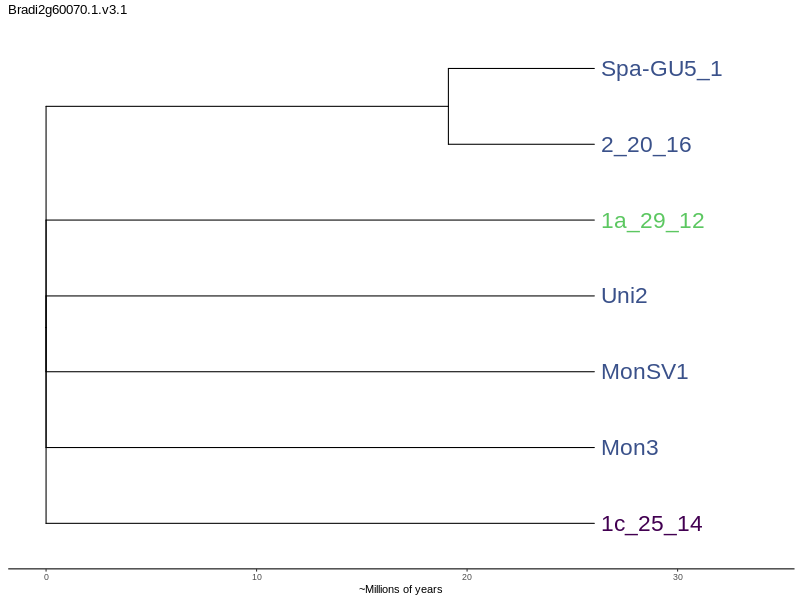 Bradi2g60070.1.v3.1
Spa-GU5_1
2_20_16
1a_29_12
Uni2
MonSV1
Mon3
1c_25_14
0 10 20 30
~Millions of years